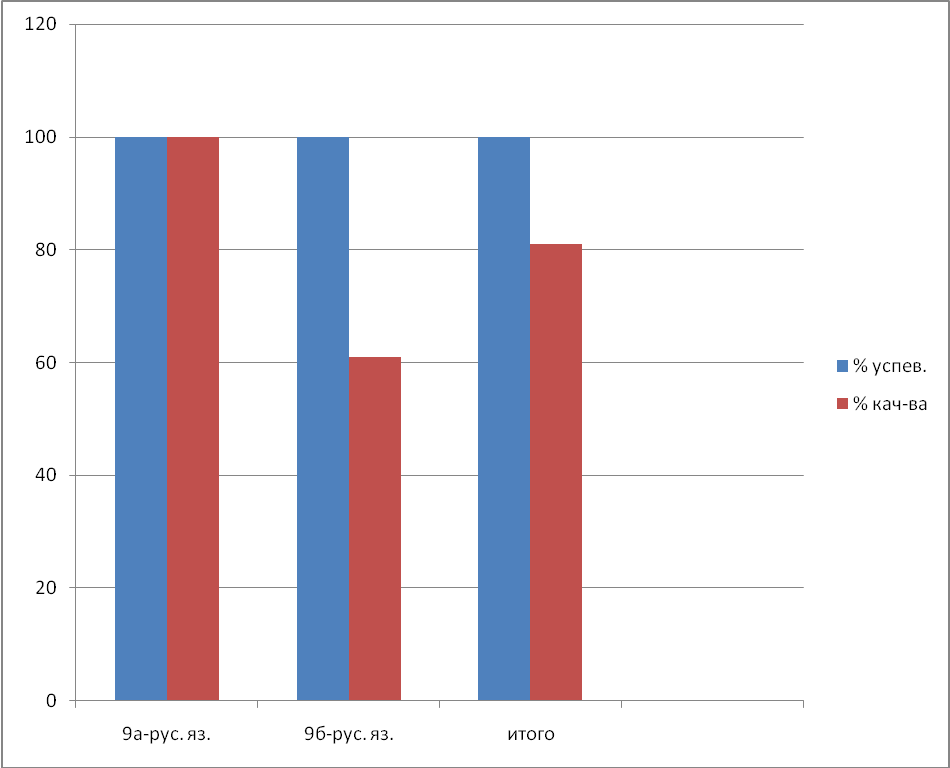 120
100
80
60
40
20
0
9а-рус. яз.
9б-рус. яз.
итого
% успев.
% кач-ва